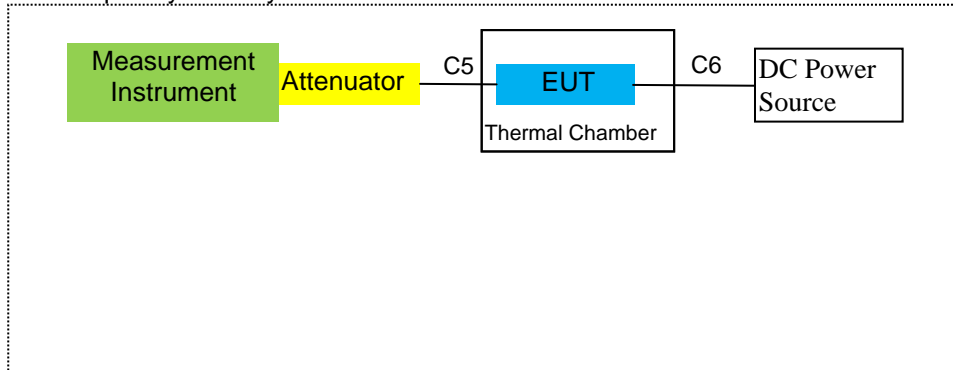 Measurement
Instrument
Attenuator
C5
EUT
Thermal Chamber
C6
DC Power
Source